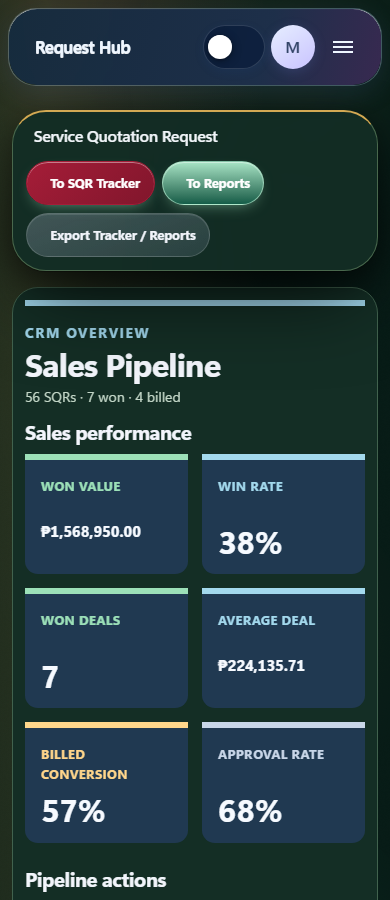 Request Hub
M
Service Quotation Request
To SQR Tracker
To Reports
Export Tracker / Reports
CRM OVERVIEW
Sales Pipeline
56 SQRs · 7 won · 4 billed
Sales performance
WON VALUE
₱1,568,950.00
WIN RATE
38%
WON DEALS
7
AVERAGE DEAL
₱224,135.71
BILLED
CONVERSION
57%
APPROVAL RATE
68%
Pipeline actions